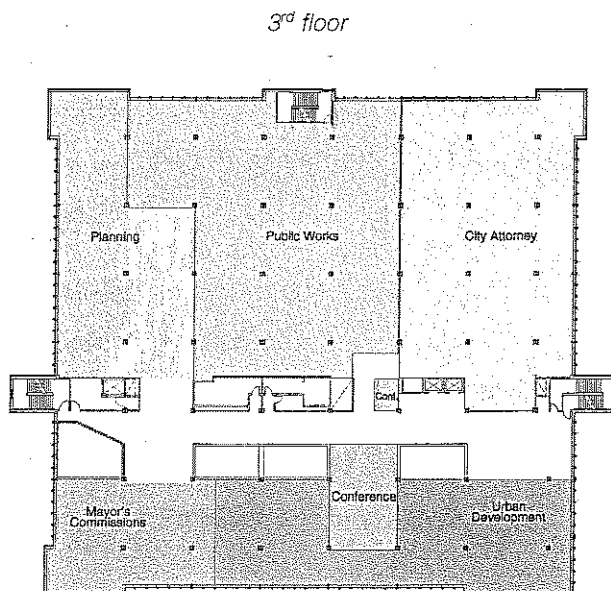 3rd floor
Planning
Public Works
City Attorney
Conf.
Conference
Mayor's
Commissions
Urban
Development